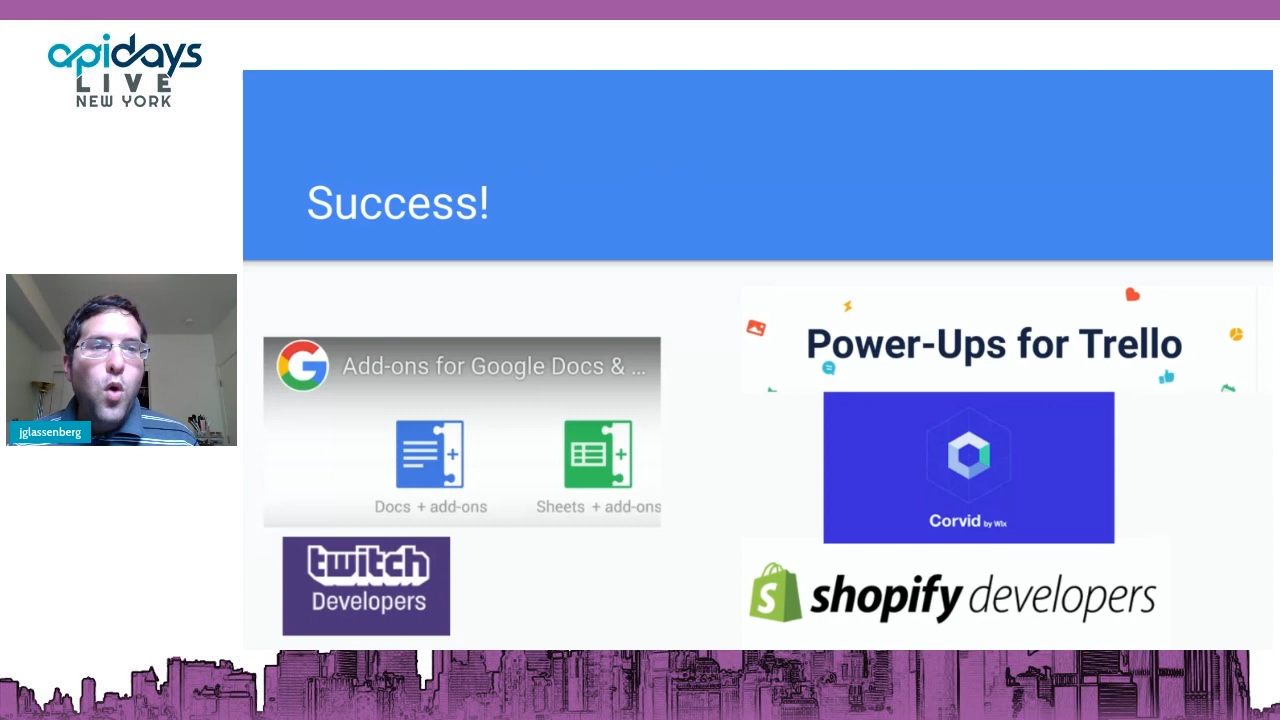 apidays
LIVE
NEW YORK
Success!
Add-ons for Google Docs & ...
Docs + add-ons
Sheets + add-ons
twitch
Developers
Power-Ups for Trello
Corvid by Wix
shopify developers
jglassenberg